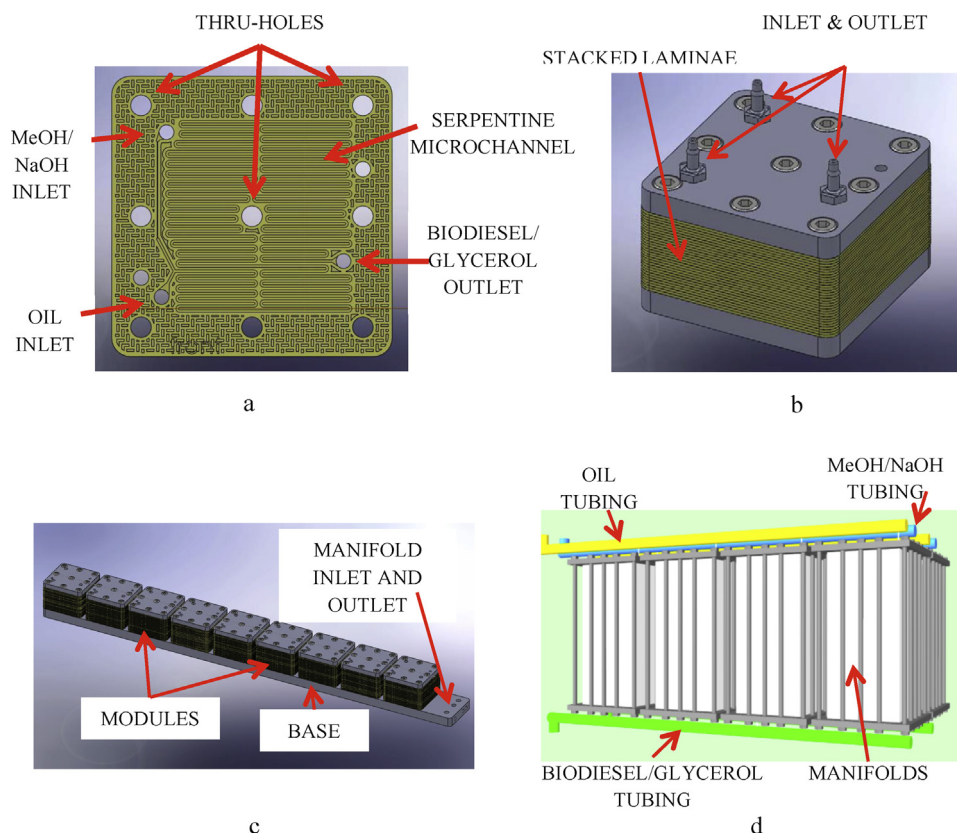 THRU-HOLES
MeOH/
NaOH
INLET
SERPENTINE
MICROCHANNEL
BIODIESEL/
GLYCEROL
OUTLET
OIL
INLET
a
INLET & OUTLET
STACKED LAMINAE
b
MANIFOLD
INLET AND
OUTLET
MODULES
BASE
c
OIL
TUBING
MeOH/NaOH
TUBING
BIODIESEL/GLYCEROL
TUBING
MANIFOLDS
d